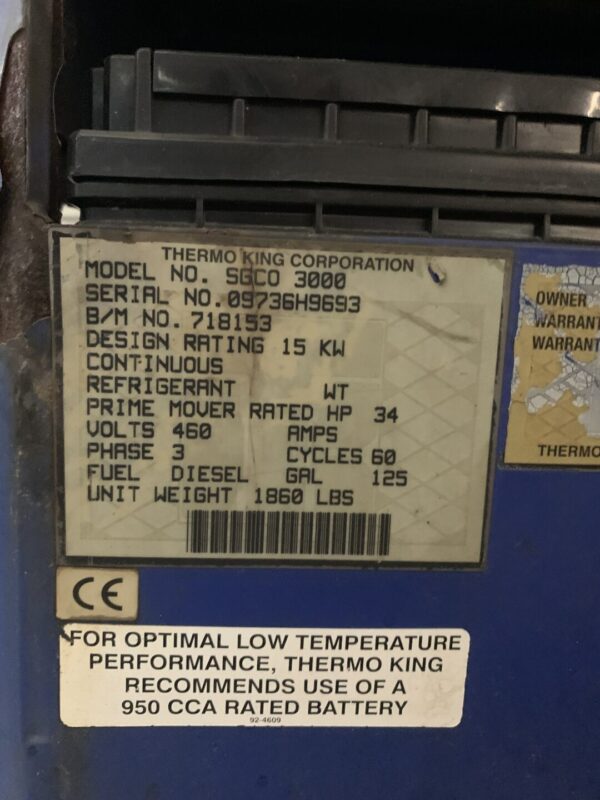 THERMO KING CORPORATION
MODEL NO. SGCO 3000
SERIAL NO. 09736H9693
B/M NO. 718153
DESIGN RATING 15 KW
CONTINUOUS
REFRIGERANT WT
PRIME MOVER RATED HP 34
VOLTS 460 AMPS
PHASE 3 CYCLES 60
FUEL DIESEL GAL 125
UNIT WEIGHT 1860 LBS
OWNER
WARRANT
WARRANT
THERMO
CE
FOR OPTIMAL LOW TEMPERATURE
PERFORMANCE, THERMO KING
RECOMMENDS USE OF A
950 CCA RATED BATTERY
92-4609